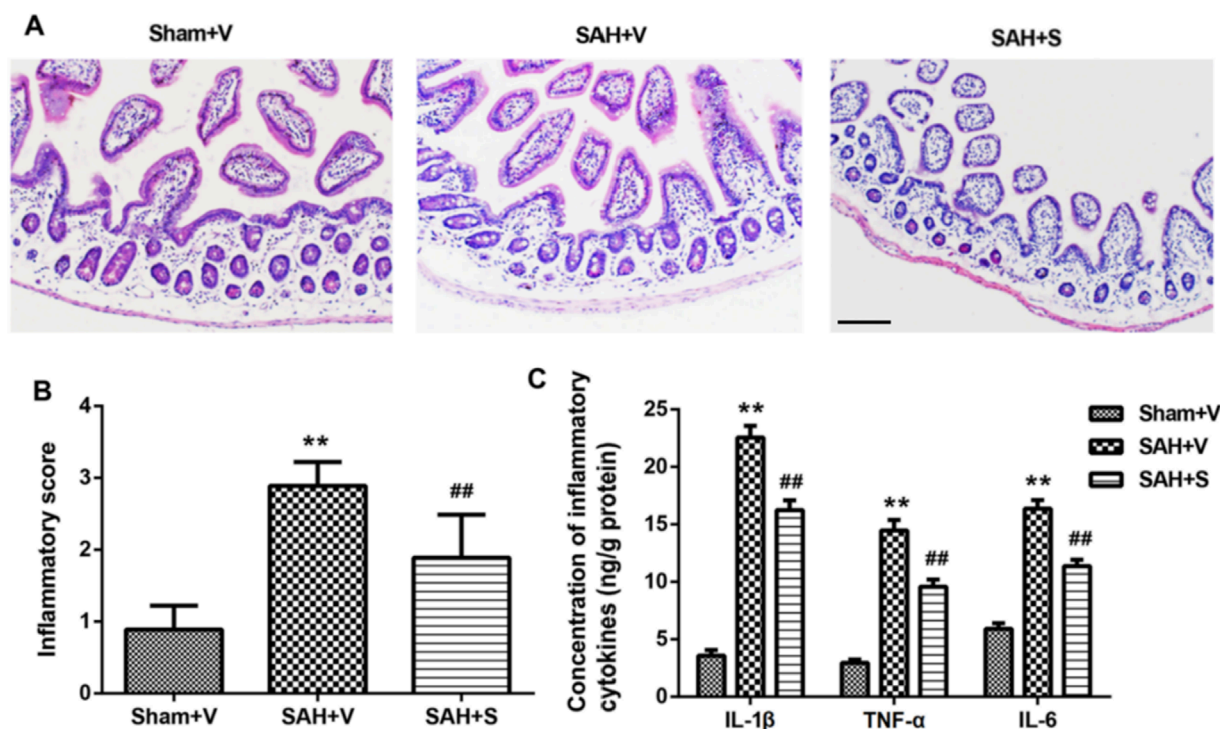 A
Sham+V
SAH+V
SAH+S
B
Inflammatory score
4
3
2
1
0
**
##
Sham+V
SAH+V
SAH+S
C
Concentration of inflammatory
cytokines (ng/g protein)
25
20
15
10
5
0
**
##
**
##
**
##
IL-1β
TNF-α
IL-6
Sham+V
SAH+V
SAH+S